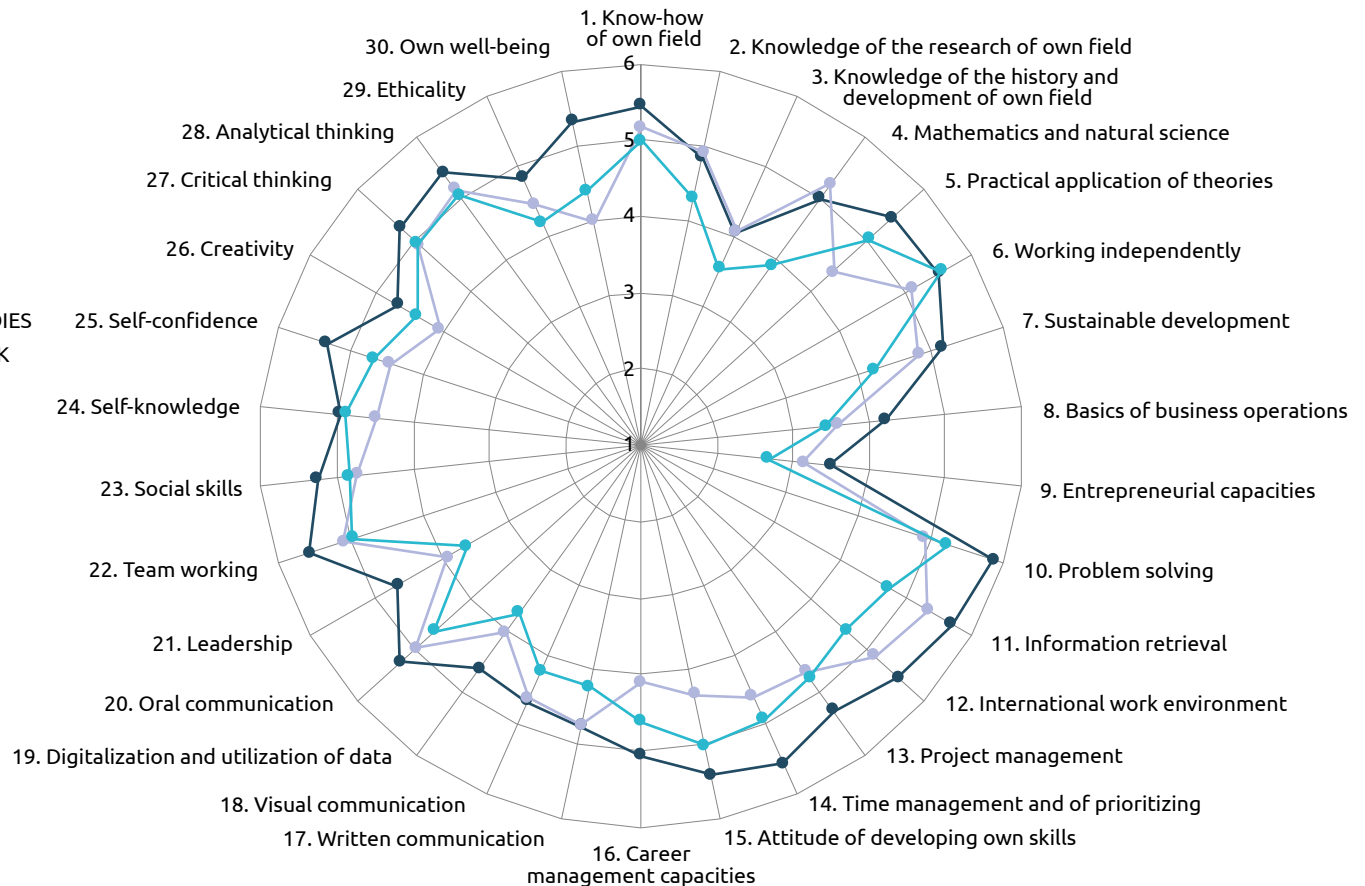 1. Know-how
of own field
2. Knowledge of the research of own field
3. Knowledge of the history and
development of own field
4. Mathematics and natural science
5. Practical application of theories
6. Working independently
7. Sustainable development
8. Basics of business operations
9. Entrepreneurial capacities
10. Problem solving
11. Information retrieval
12. International work environment
13. Project management
14. Time management and of prioritizing
15. Attitude of developing own skills
16. Career
management capacities
17. Written communication
18. Visual communication
19. Digitalization and utilization of data
20. Oral communication
21. Leadership
22. Team working
23. Social skills
24. Self-knowledge
25. Self-confidence
26. Creativity
27. Critical thinking
28. Analytical thinking
29. Ethicality
30. Own well-being
6
5
4
3
2
1
DIES
K